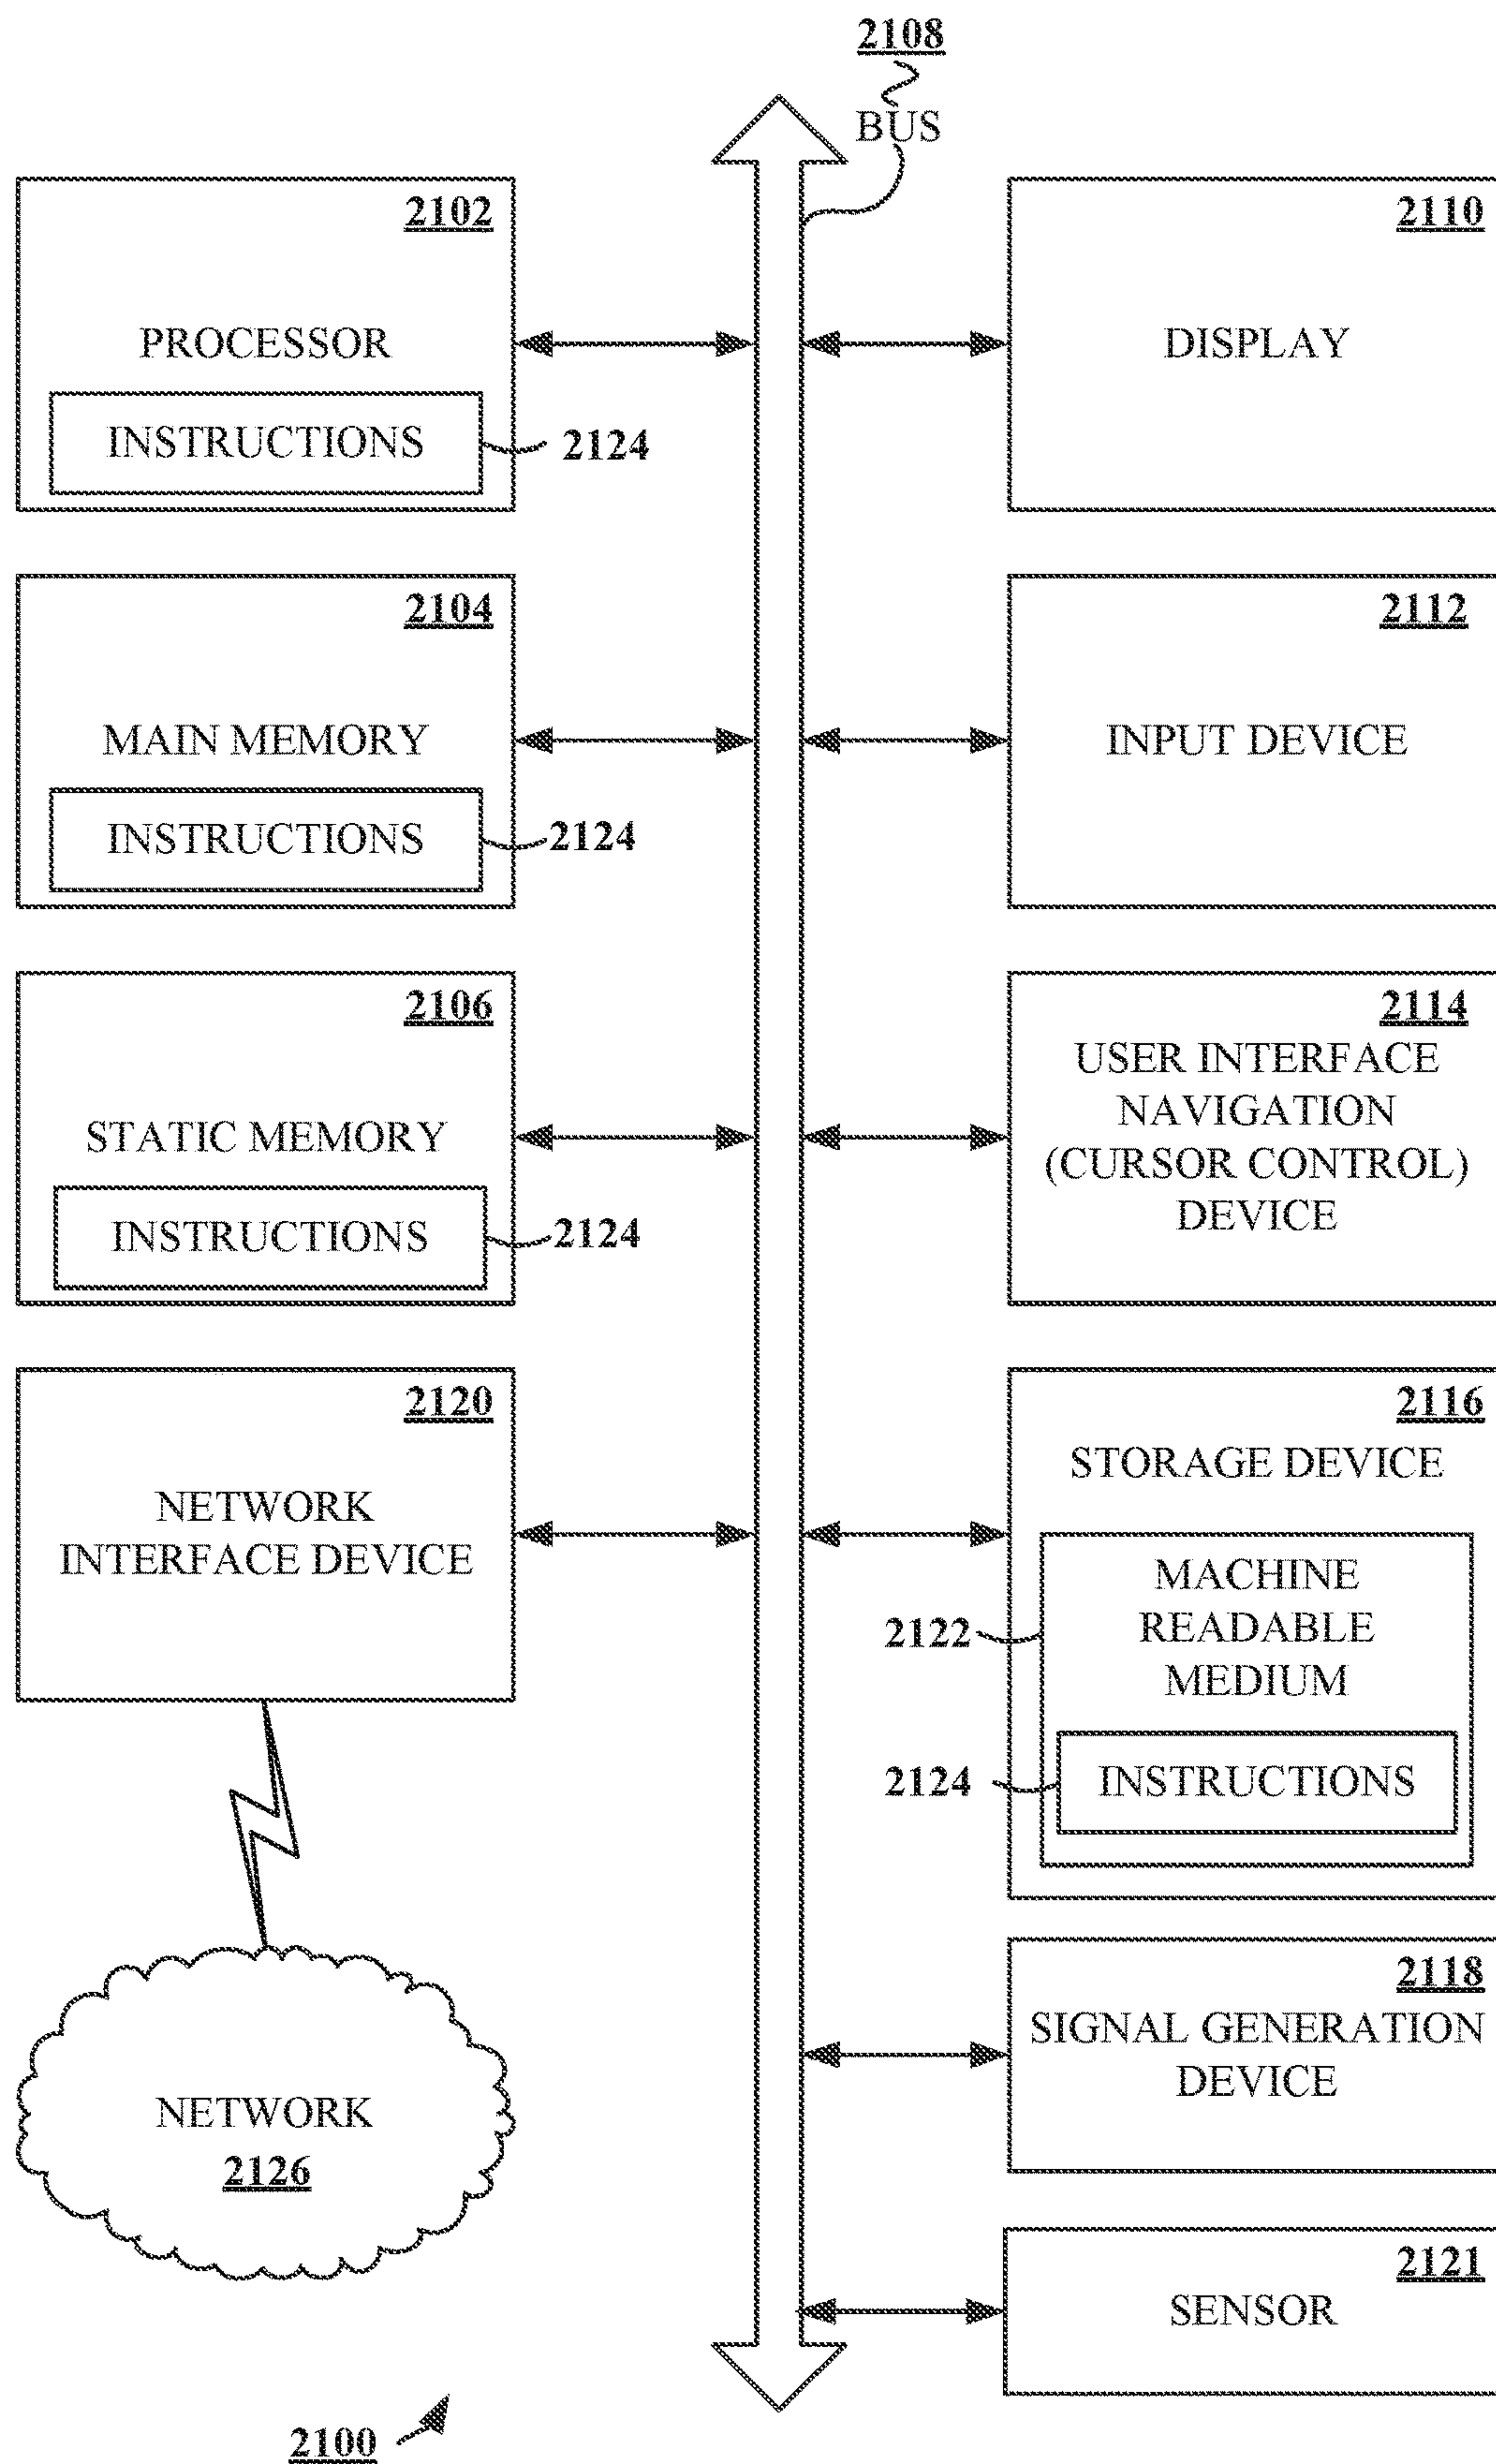 2108
BUS
2102
PROCESSOR
INSTRUCTIONS
2124
2110
DISPLAY
2104
MAIN MEMORY
INSTRUCTIONS
2124
2112
INPUT DEVICE
2106
STATIC MEMORY
INSTRUCTIONS
2124
2114
USER INTERFACE
NAVIGATION
(CURSOR CONTROL)
DEVICE
2120
NETWORK
INTERFACE DEVICE
2116
STORAGE DEVICE
MACHINE
READABLE
MEDIUM
2122
2124
INSTRUCTIONS
2118
SIGNAL GENERATION
DEVICE
NETWORK
2126
2121
SENSOR
2100